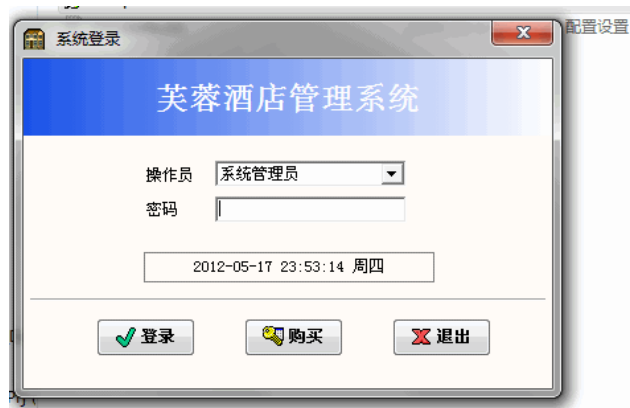 系统登录
配置设置
芙蓉酒店管理系统
操作员 系统管理员
密码
2012-05-17 23:53:14 周四
登录 购买 退出